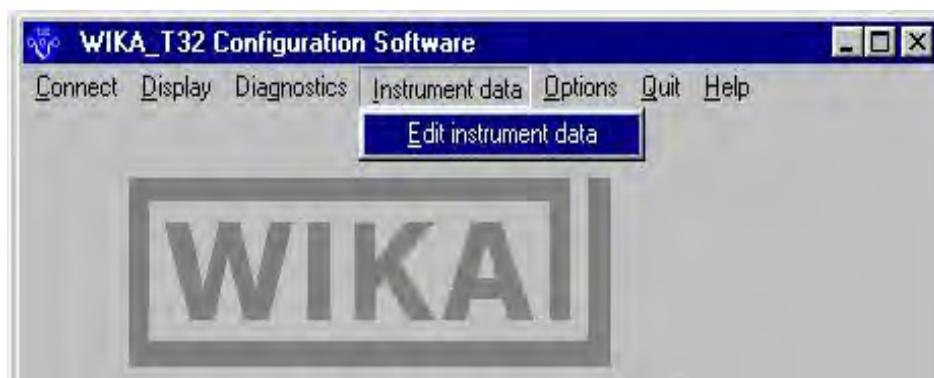 WIKA_T32 Configuration Software
Connect Display Diagnostics Instrument data Options Quit Help
Edit instrument data
WIKA